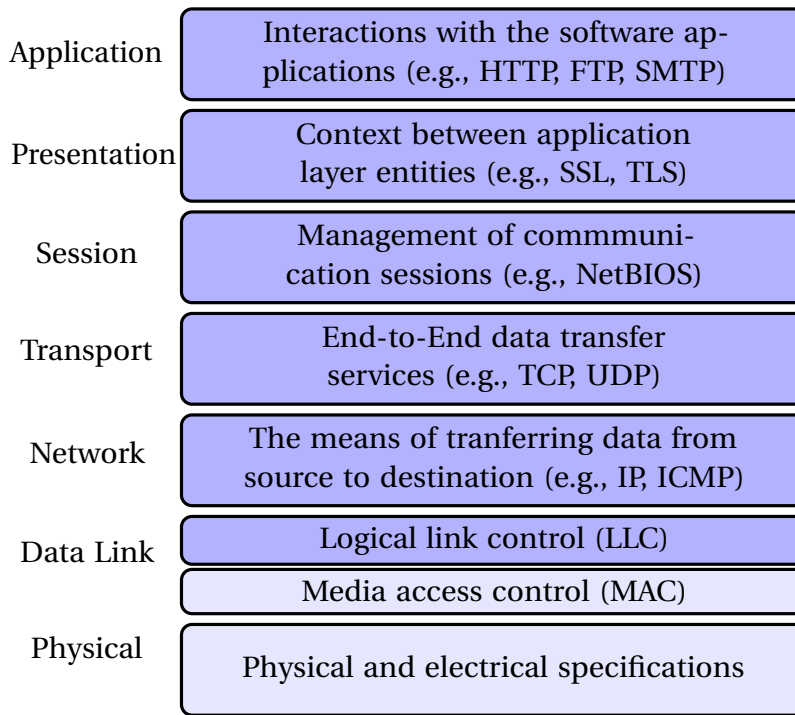 Application
Interactions with the software ap-
plications (e.g., HTTP, FTP, SMTP)
Presentation
Context between application
layer entities (e.g., SSL, TLS)
Session
Management of commmuni-
cation sessions (e.g., NetBIOS)
Transport
End-to-End data transfer
services (e.g., TCP, UDP)
Network
The means of tranferring data from
source to destination (e.g., IP, ICMP)
Data Link
Logical link control (LLC)
Media access control (MAC)
Physical
Physical and electrical specifications